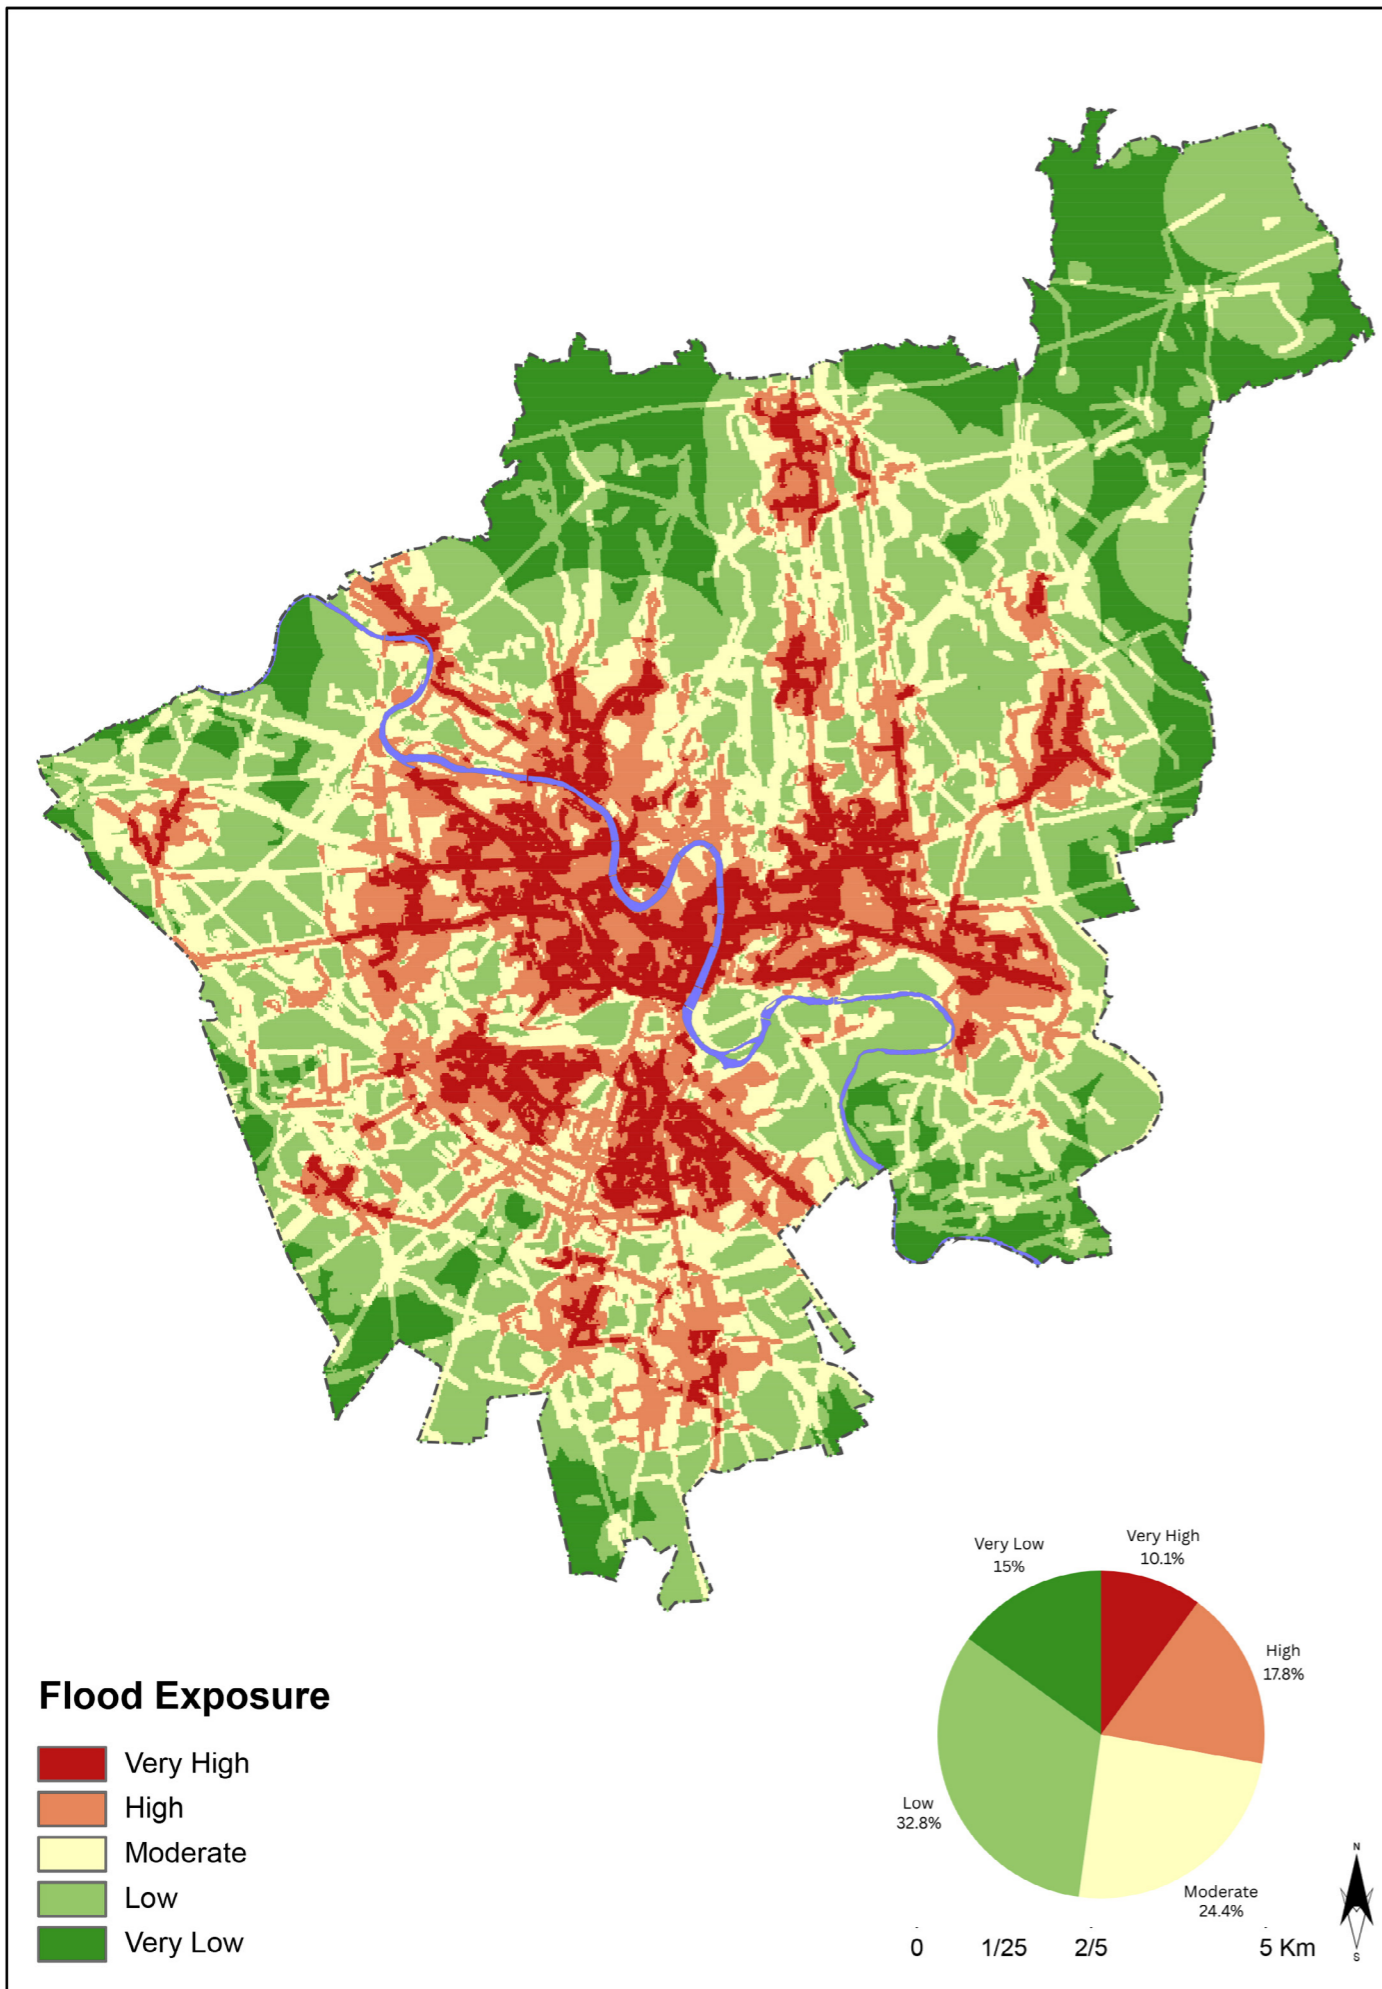 Very Low
15%
Very High
10.1%
High
17.8%
Low
32.8%
Moderate
24.4%
Flood Exposure
Very High
High
Moderate
Low
Very Low
0 1/25 2/5 5 Km
N
S